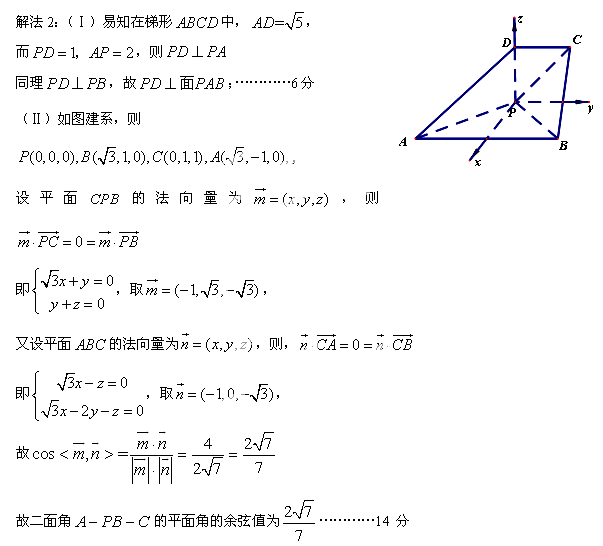 解法2：(Ⅰ) 易知在梯形 ABCD 中，AD=√5，
而 PD=1, AP=2，则 PD⊥PA
同理 PD⊥PB，故 PD⊥面PAB；…………6分
(Ⅱ) 如图建系，则
P(0,0,0), B(√3,1,0), C(0,1,1), A(√3,-1,0),。
设平面 CPB 的法向量为 m⃗=(x,y,z)，则
m⃗·PC⃗=0=m⃗·PB⃗
即{√3x+y=0
y+z=0，取 m⃗=(-1,√3,-√3)，
又设平面 ABC 的法向量为 n⃗=(x,y,z)，则，n⃗·CA⃗=0=n⃗·CB⃗
即{√3x-z=0
√3x-2y-z=0，取 n⃗=(-1,0,-√3)，
故 cos<m⃗,n⃗>=m⃗·n⃗/|m⃗|·|n⃗|=4/2√7=2√7/7
故二面角 A-PB-C 的平面角的余弦值为 2√7/7 …………14 分
z
D
C
P
y
A
B
x